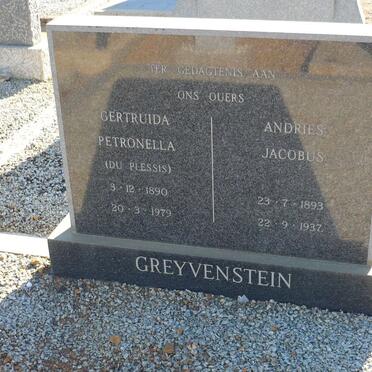 TER GEDAGTENIS AAN
ONS OUERS
GERTRUIDA
PETRONELLA
(DU PLESSIS)
3-12-1890
20-3-1979
ANDRIES
JACOBUS
23-7-1893
22-9-1937
GREYVENSTEIN